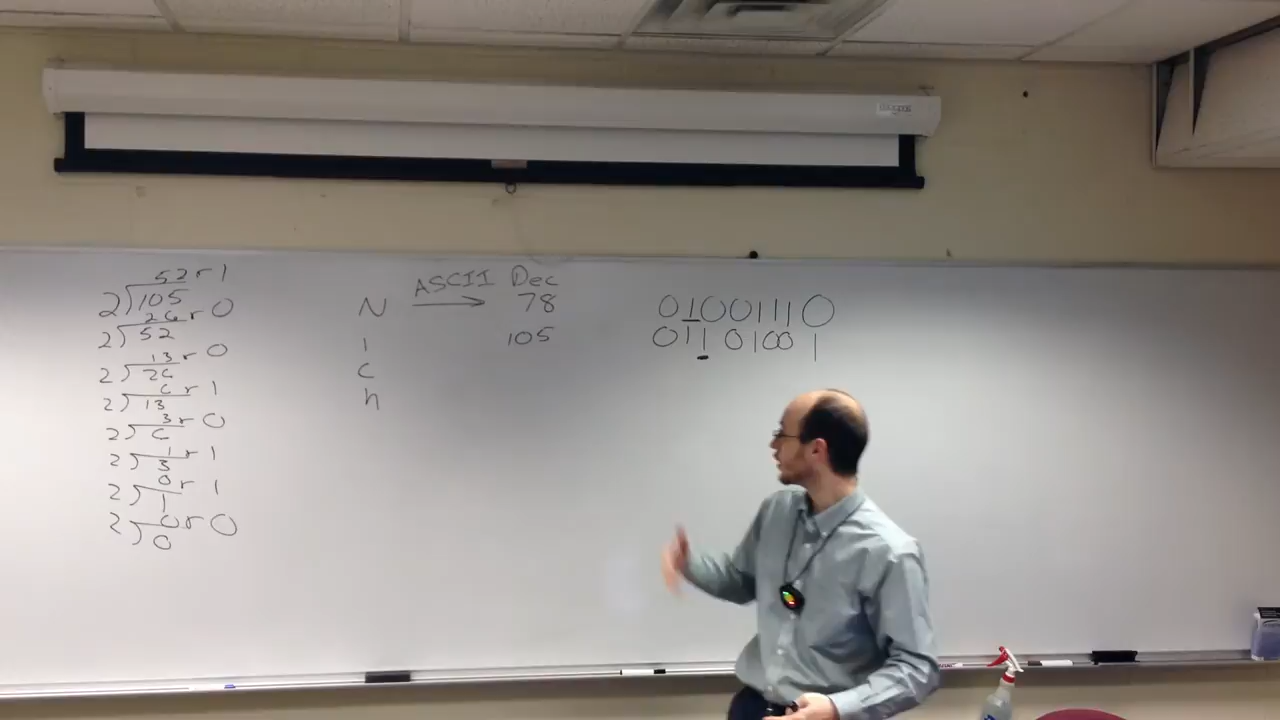 52 r 1
2)105
26 r 0
2)52
13 r 0
2)26
6 r 1
2)13
3 r 0
2)6
1 r 1
2)3
0 r 1
2)1
0 r 0
2)0
ASCII Dec
N → 78 01001110
i 105 01101001
c
h